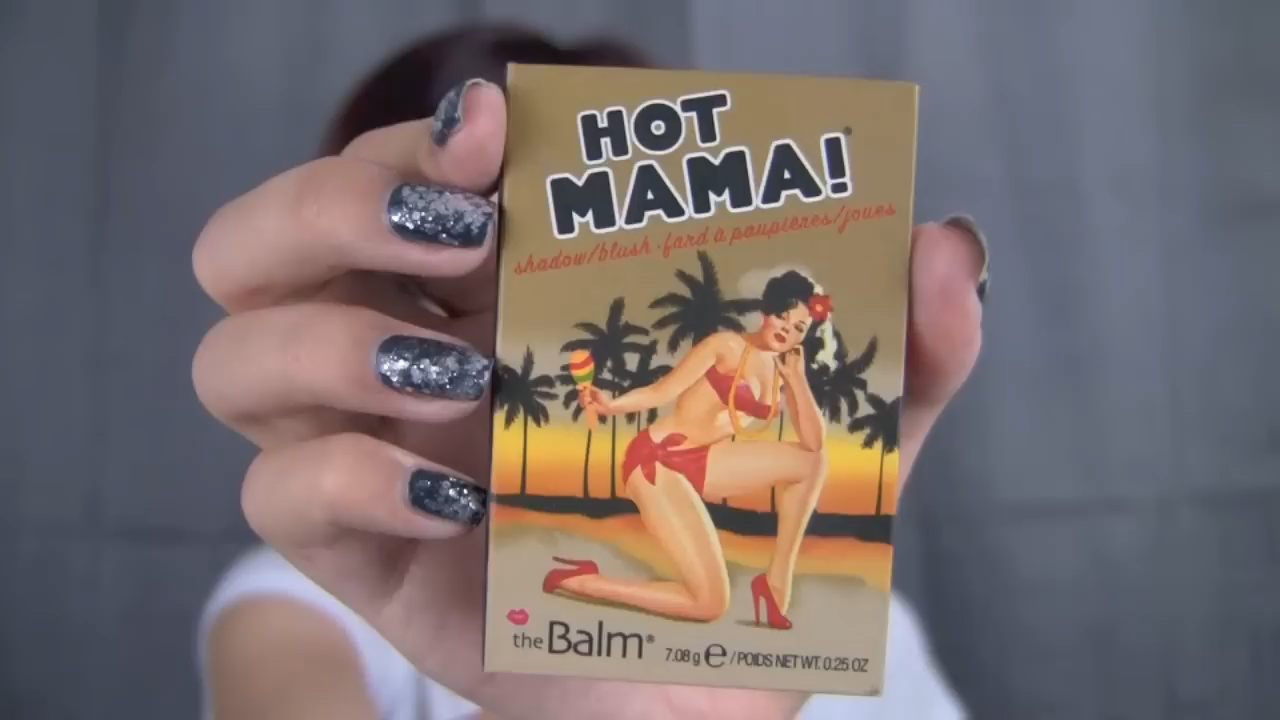 HOT
MAMA!®
shadow/blush · fard à paupières/joues
theBalm®
7.08 g ℮ / POIDS NET WT. 0.25 OZ